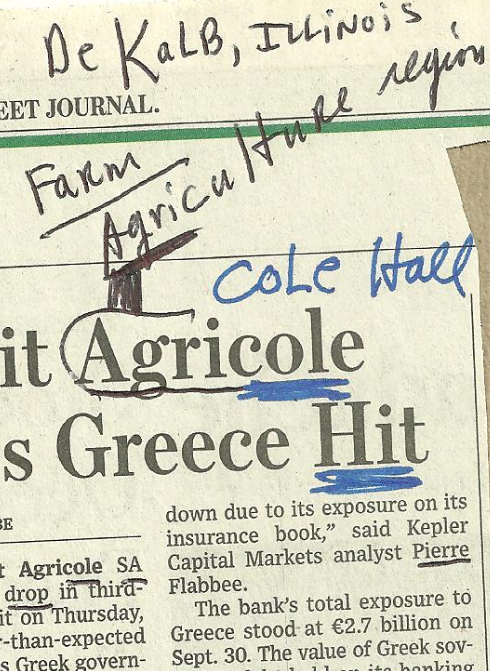 De KaLB, ILLiNois,
EET JOURNAL.
Farm
Agriculture region
CoLe Hall
it Agricole
s Greece Hit
SE
t Agricole SA
drop in third-
it on Thursday,
-than-expected
s Greek govern-
down due to its exposure on its
insurance book,” said Kepler
Capital Markets analyst Pierre
Flabbee.
The bank's total exposure to
Greece stood at €2.7 billion on
Sept. 30. The value of Greek sov-
its banking